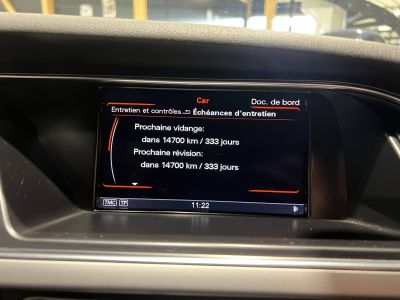 Car
Doc. de bord
Entretien et contrôles Échéances d'entretien
Prochaine vidange:
dans 14700 km / 333 jours
Prochaine révision:
dans 14700 km / 333 jours
TMC TP 11:22